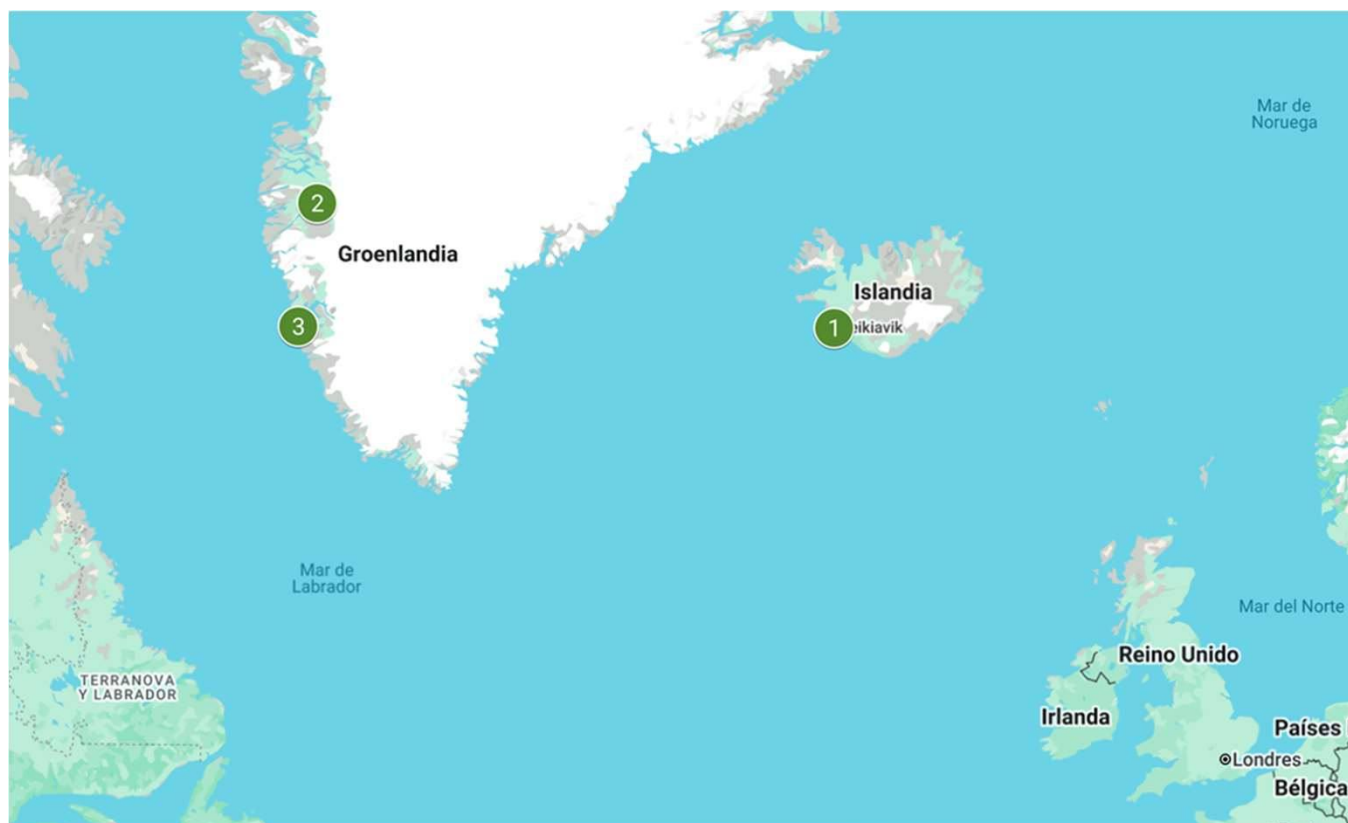 Mar de
Noruega
2
Groenlandia
Islandia
3
1
eikiavik
Mar de
Labrador
Mar del Norte
Reino Unido
TERRANOVA
Y LABRADOR
Irlanda
Países
Londres
Bélgica